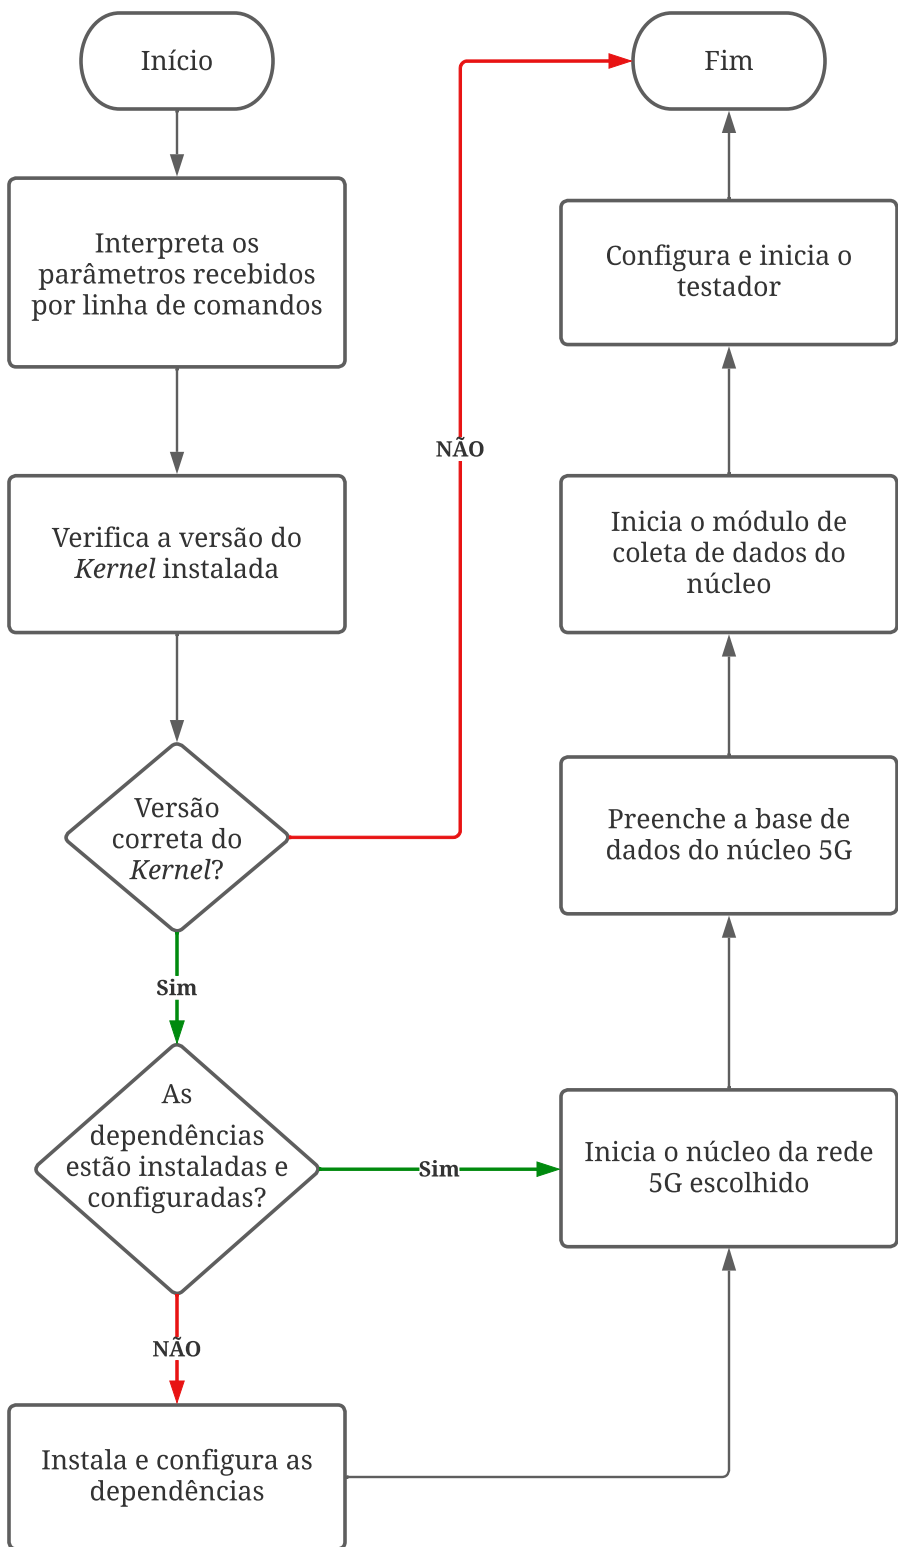 Início
Interpreta os
parâmetros recebidos
por linha de comandos
Verifica a versão do
Kernel instalada
Versão
correta do
Kernel?
NÃO
Sim
As
dependências
estão instaladas e
configuradas?
Sim
NÃO
Instala e configura as
dependências
Inicia o núcleo da rede
5G escolhido
Preenche a base de
dados do núcleo 5G
Inicia o módulo de
coleta de dados do
núcleo
Configura e inicia o
testador
Fim